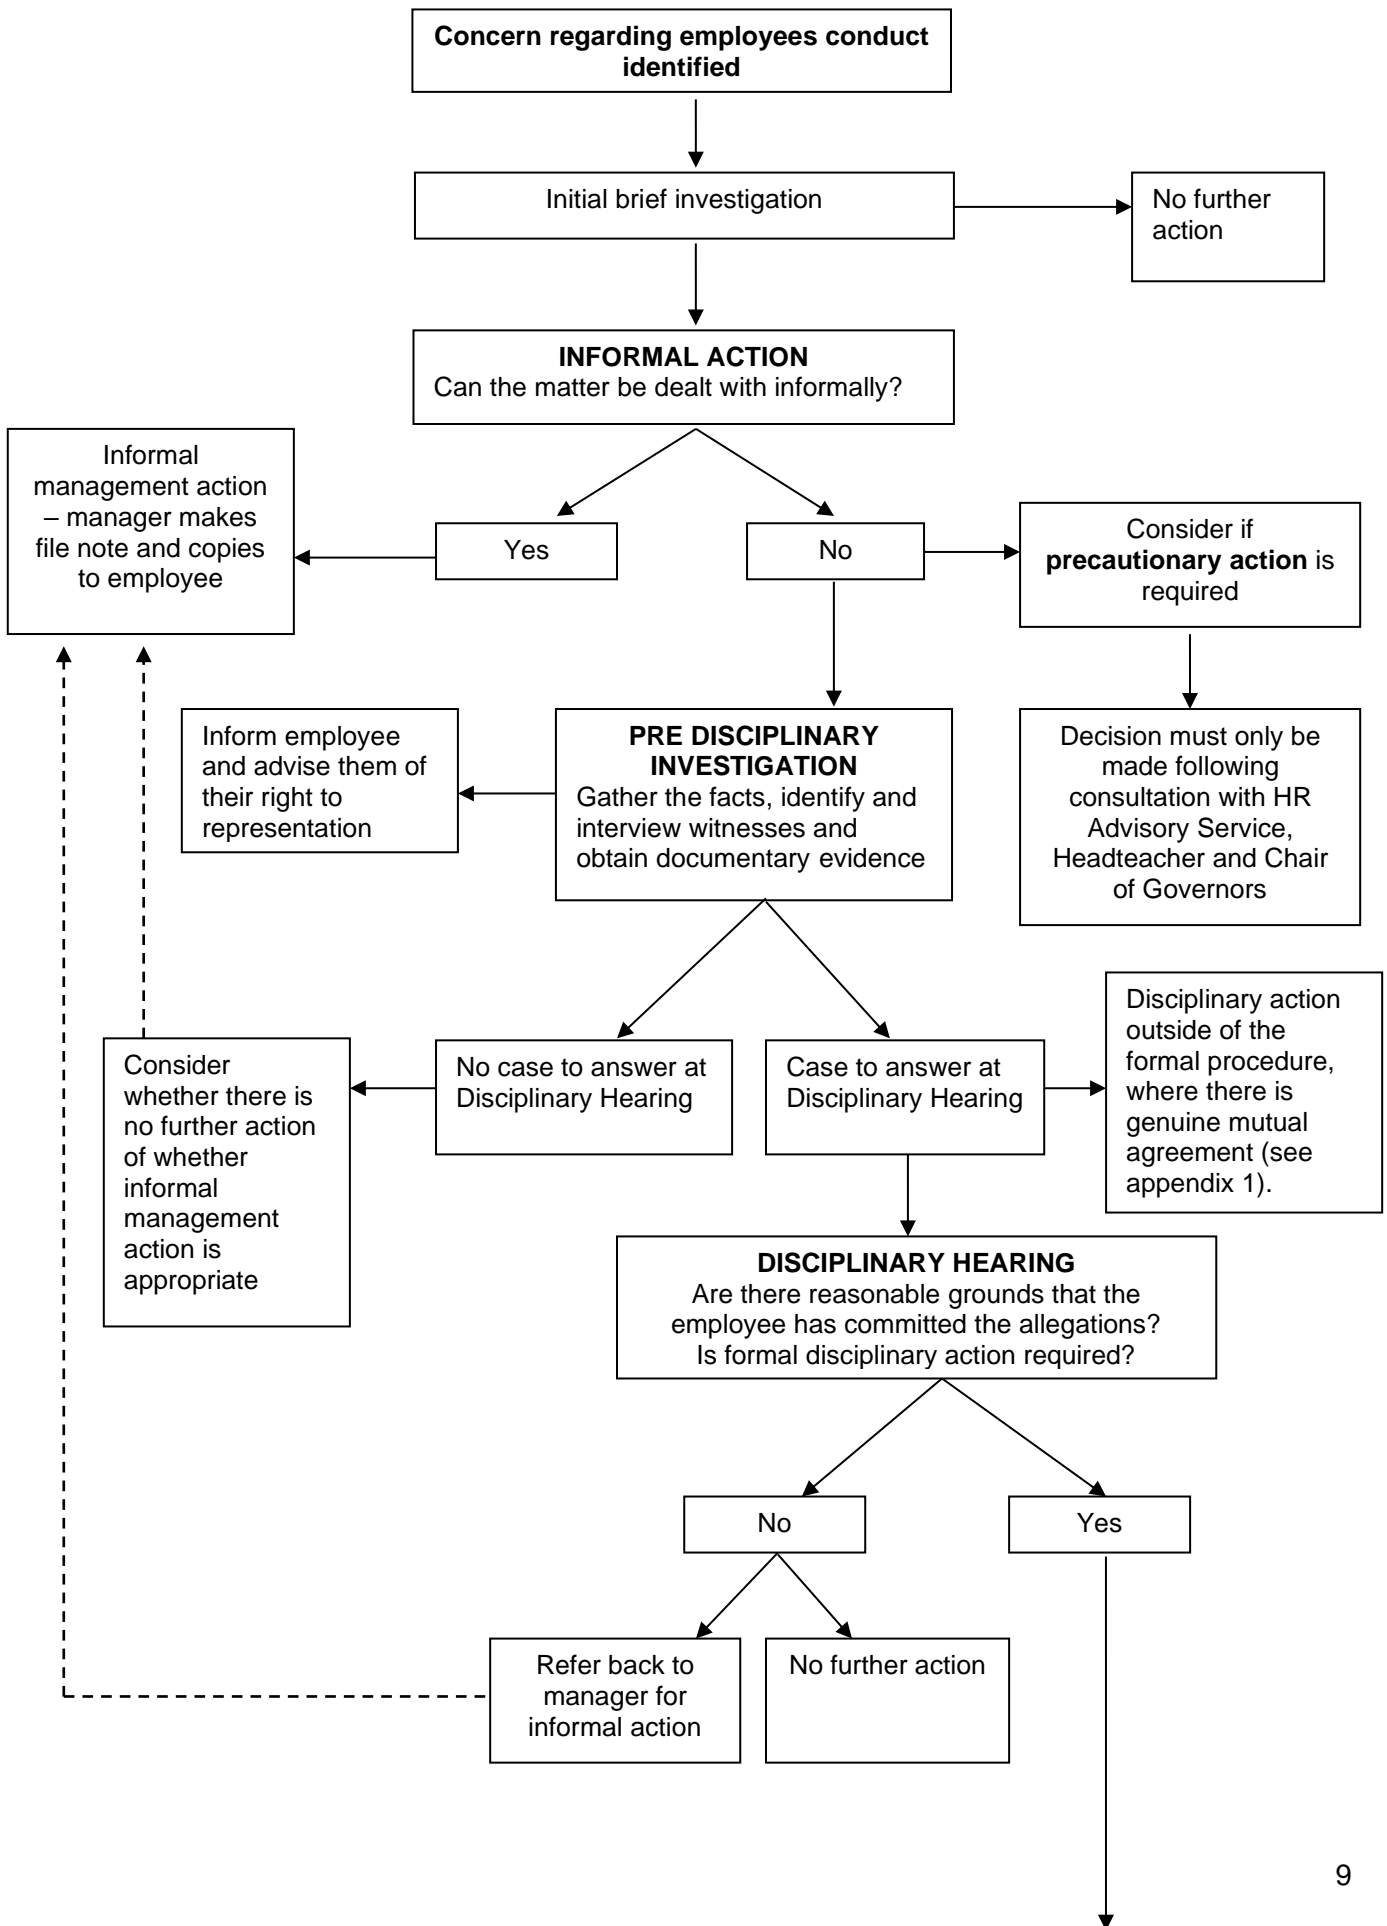 Concern regarding employees conduct
identified
Initial brief investigation
No further
action
INFORMAL ACTION
Can the matter be dealt with informally?
Informal
management action
– manager makes
file note and copies
to employee
Yes
No
Consider if
precautionary action is
required
Inform employee
and advise them of
their right to
representation
PRE DISCIPLINARY
INVESTIGATION
Gather the facts, identify and
interview witnesses and
obtain documentary evidence
Decision must only be
made following
consultation with HR
Advisory Service,
Headteacher and Chair
of Governors
Consider
whether there is
no further action
of whether
informal
management
action is
appropriate
No case to answer at
Disciplinary Hearing
Case to answer at
Disciplinary Hearing
Disciplinary action
outside of the
formal procedure,
where there is
genuine mutual
agreement (see
appendix 1).
DISCIPLINARY HEARING
Are there reasonable grounds that the
employee has committed the allegations?
Is formal disciplinary action required?
No
Yes
Refer back to
manager for
informal action
No further action
9